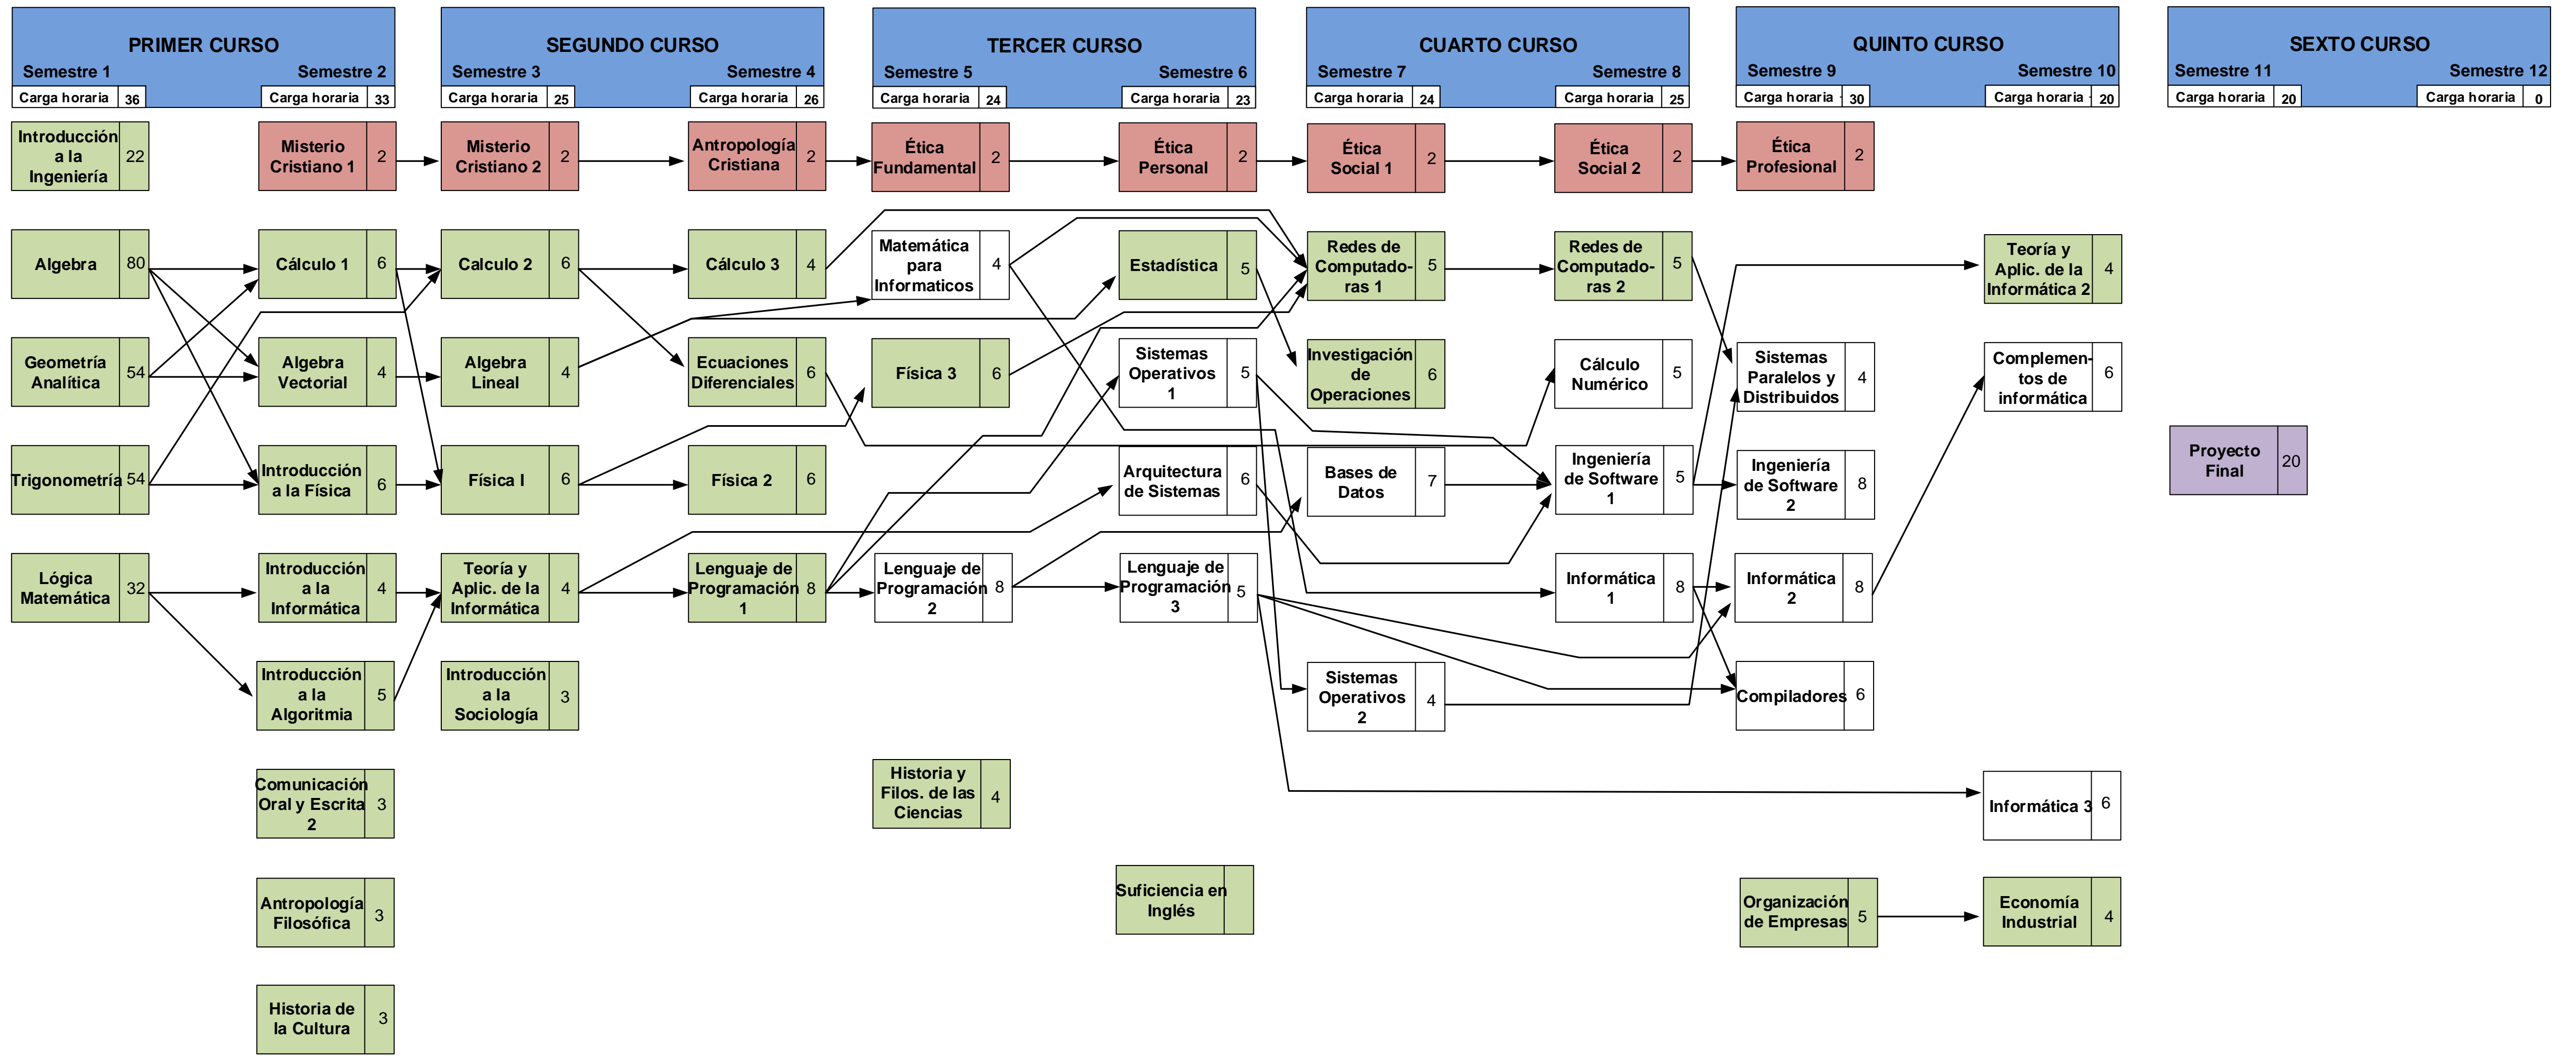 PRIMER CURSO
Semestre 1
Semestre 2
Carga horaria 36
Carga horaria 33
SEGUNDO CURSO
Semestre 3
Semestre 4
Carga horaria 25
Carga horaria 26
TERCER CURSO
Semestre 5
Semestre 6
Carga horaria 24
Carga horaria 23
CUARTO CURSO
Semestre 7
Semestre 8
Carga horaria 24
Carga horaria 25
QUINTO CURSO
Semestre 9
Semestre 10
Carga horaria 30
Carga horaria 20
SEXTO CURSO
Semestre 11
Semestre 12
Carga horaria 20
Carga horaria 0
Introducción
a la
Ingeniería
22
Misterio
Cristiano 1
2
Misterio
Cristiano 2
2
Antropología
Cristiana
2
Ética
Fundamental
2
Ética
Personal
2
Ética
Social 1
2
Ética
Social 2
2
Ética
Profesional
2
Algebra
80
Cálculo 1
6
Calculo 2
6
Cálculo 3
4
Matemática
para
Informaticos
4
Estadística
5
Redes de
Computado-
ras 1
5
Redes de
Computado-
ras 2
5
Teoría y
Aplic. de la
Informática 2
4
Geometría
Analítica
54
Algebra
Vectorial
4
Algebra
Lineal
4
Ecuaciones
Diferenciales
6
Física 3
6
Sistemas
Operativos
1
5
Investigación
de
Operaciones
6
Cálculo
Numérico
5
Sistemas
Paralelos y
Distribuidos
4
Complemen-
tos de
informática
6
Trigonometría
54
Introducción
a la Física
6
Física I
6
Física 2
6
Arquitectura
de Sistemas
6
Bases de
Datos
7
Ingeniería
de Software
1
5
Ingeniería
de Software
2
8
Proyecto
Final
20
Lógica
Matemática
32
Introducción
a la
Informática
4
Teoría y
Aplic. de la
Informática
4
Lenguaje de
Programación
1
8
Lenguaje de
Programación
2
8
Lenguaje de
Programación
3
5
Informática
1
8
Informática
2
8
Introducción
a la
Algoritmia
5
Introducción
a la
Sociología
3
Sistemas
Operativos
2
4
Compiladores
6
Comunicación
Oral y Escrita
2
3
Historia y
Filos. de las
Ciencias
4
Informática 3
6
Antropología
Filosófica
3
Suficiencia en
Inglés
Organización
de Empresas
5
Economía
Industrial
4
Historia de
la Cultura
3